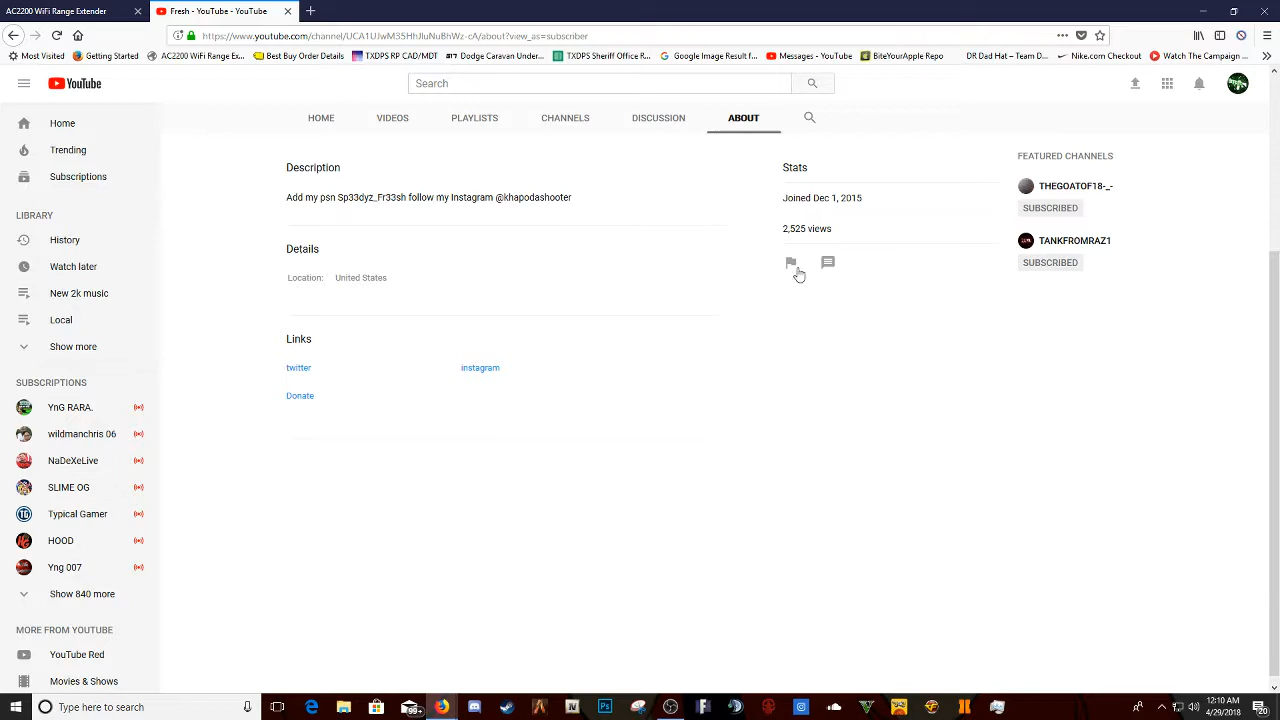 AC2200 WiFi Range Extender
Fresh - YouTube - YouTube
https://www.youtube.com/channel/UCA1UJwM35HhJluNuBhWz-cA/about?view_as=subscriber
Most Visited
Getting Started
AC2200 WiFi Range Ext...
Best Buy Order Details
TXDPS RP CAD/MDT
Dodge Caravan Under...
TXDPS Sheriff Office -...
Google Image Result f...
Messages - YouTube
BiteYourApple Repo
DR Dad Hat – Team D...
Nike.com Checkout
Watch The Campaign ...
YouTube
Search
HOME
VIDEOS
PLAYLISTS
CHANNELS
DISCUSSION
ABOUT
Home
Trending
Subscriptions
LIBRARY
History
Watch later
New 2k music
Local
Show more
SUBSCRIPTIONS
YnG RARA.
wildmanchris 06
NaDeXeLive
SLIME OG
Typical Gamer
HOOD
Yng 007
Show 840 more
MORE FROM YOUTUBE
YouTube Red
Movies & Shows
Description
Add my psn Sp33dyz_Fr33sh follow my Instagram @khapodashooter
Details
Location: United States
Links
twitter
instagram
Donate
Stats
Joined Dec 1, 2015
2,525 views
FEATURED CHANNELS
THEGOATOF18-_-
SUBSCRIBED
TANKFROMRAZ1
SUBSCRIBED
Type here to search
99+
Ps
12:10 AM
4/29/2018
20